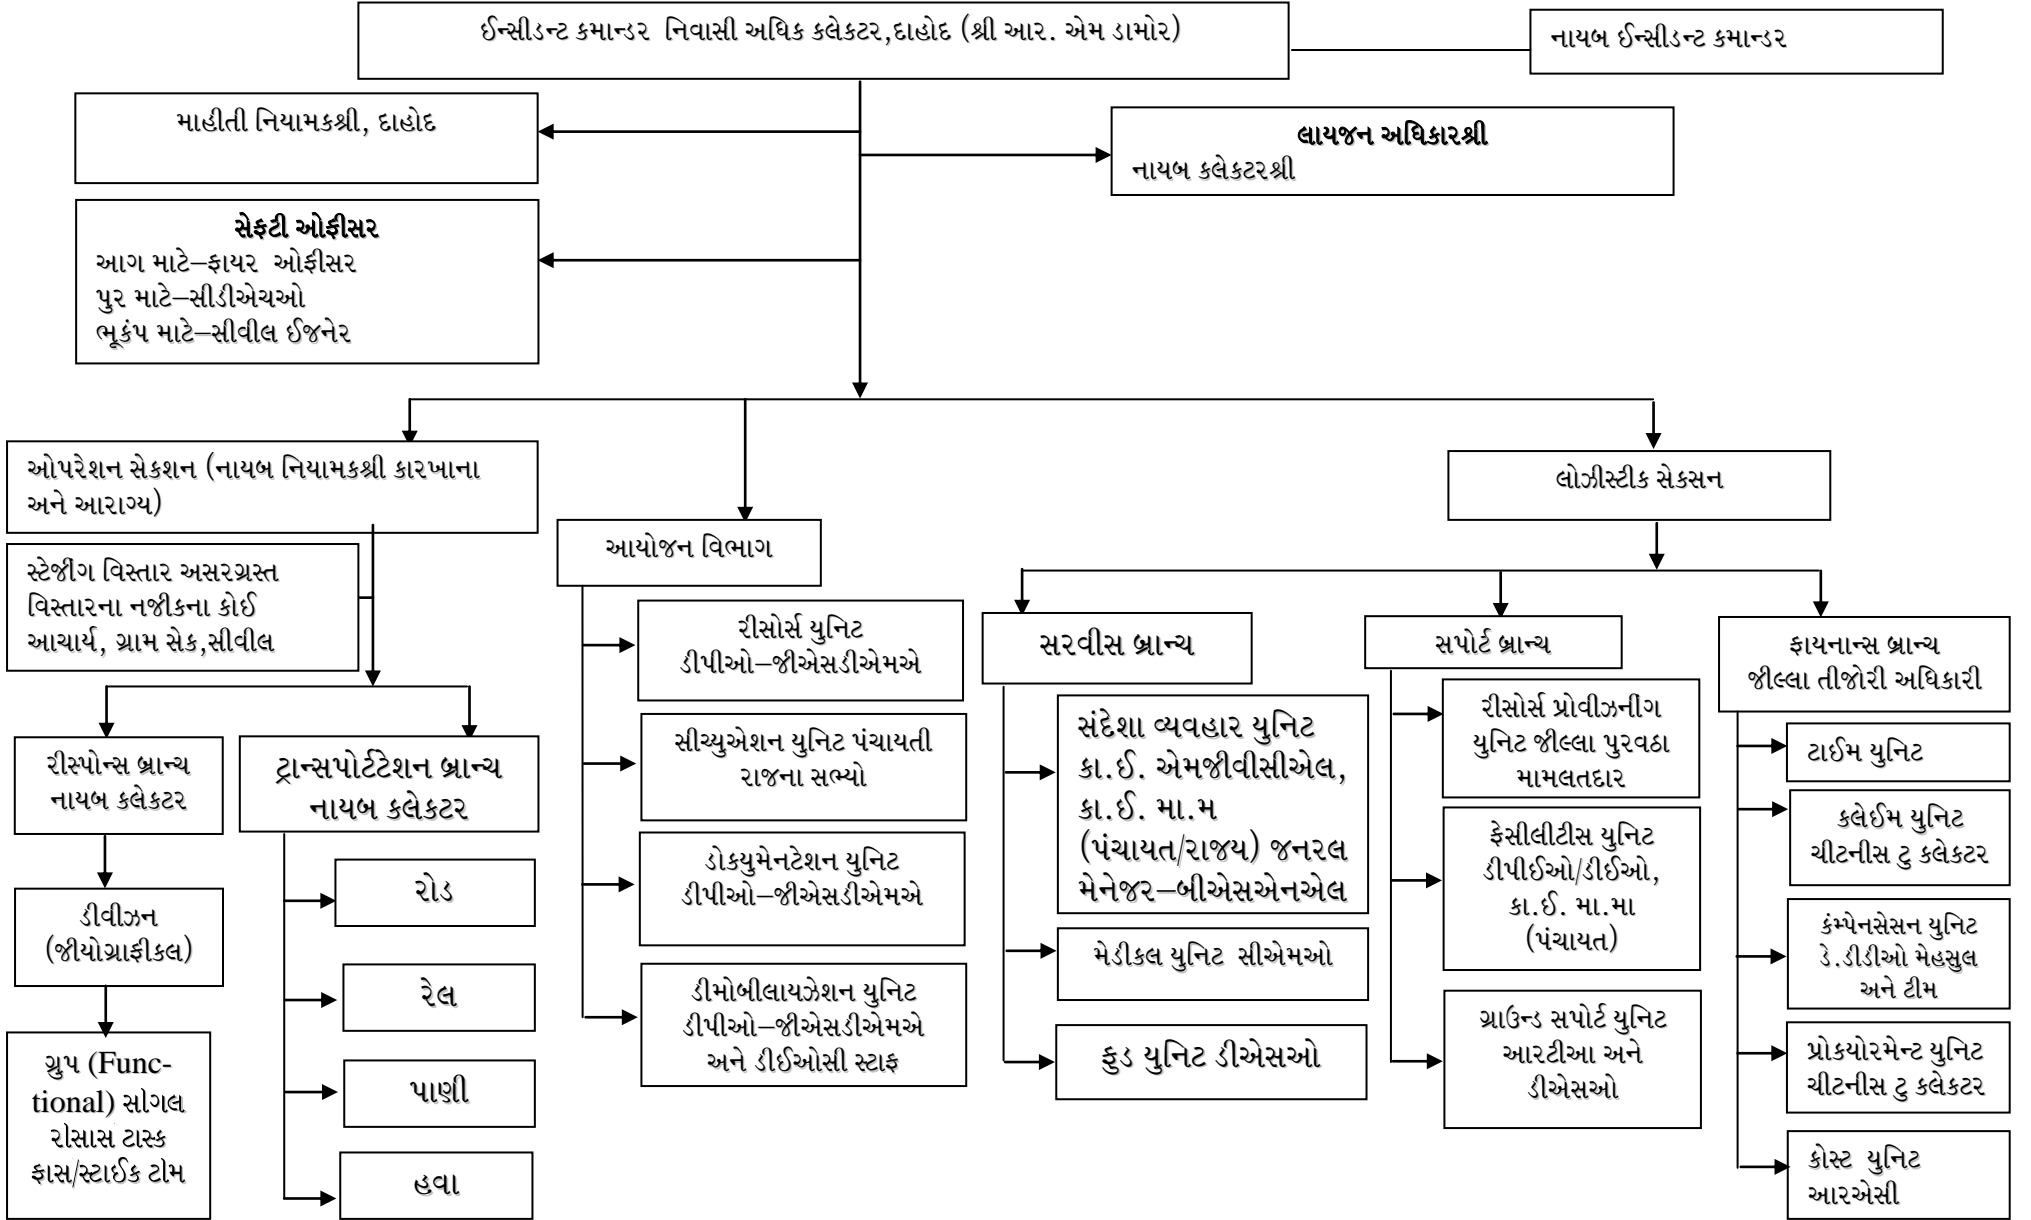 ઈન્સીડન્ટ કમાન્ડર નિવાસી અધિક કલેકટર,દાહોદ (શ્રી આર. એમ ડામોર)
નાયબ ઈન્સીડન્ટ કમાન્ડર
માહીતી નિયામકશ્રી, દાહોદ
લાયજન અધિકારશ્રી
નાયબ કલેકટરશ્રી
સેફટી ઓફીસર
આગ માટે–ફાયર ઓફીસર
પુર માટે–સીડીએચઓ
ભૂકંપ માટે–સીવીલ ઈજનેર
ઓપરેશન સેકશન (નાયબ નિયામકશ્રી કારખાના
અને આરાગ્ય)
સ્ટેજીંગ વિસ્તાર અસરગ્રસ્ત
વિસ્તારના નજીકના કોઈ
આચાર્ય, ગ્રામ સેક,સીવીલ
રીસ્પોન્સ બ્રાન્ચ
નાયબ કલેકટર
ડીવીઝન
(જીયોગ્રાફીકલ)
ગ્રુપ (Func-
tional) સીગલ
રીસાસ ટાસ્ક
ફાસ/સ્ટાઈક ટીમ
ટ્રાન્સપોર્ટટેશન બ્રાન્ચ
નાયબ કલેકટર
રોડ
રેલ
પાણી
હવા
આયોજન વિભાગ
રીસોર્સ યુનિટ
ડીપીઓ–જીએસડીએમએ
સીચ્યુએશન યુનિટ પંચાયતી
રાજના સભ્યો
ડોકયુમેનટેશન યુનિટ
ડીપીઓ–જીએસડીએમએ
ડીમોબીલાયઝેશન યુનિટ
ડીપીઓ–જીએસડીએમએ
અને ડીઈઓસી સ્ટાફ
લોઝીસ્ટીક સેકસન
સરવીસ બ્રાન્ચ
સંદેશા વ્યવહાર યુનિટ
કા.ઈ. એમજીવીસીએલ,
કા.ઈ. મા.મ
(પંચાયત/રાજય) જનરલ
મેનેજર–બીએસએનએલ
મેડીકલ યુનિટ સીએમઓ
ફુડ યુનિટ ડીએસઓ
સપોર્ટ બ્રાન્ચ
રીસોર્સ પ્રોવીઝનીંગ
યુનિટ જીલ્લા પુરવઠા
મામલતદાર
ફેસીલીટીસ યુનિટ
ડીપીઈઓ/ડીઈઓ,
કા.ઈ. મા.મા
(પંચાયત)
ગ્રાઉન્ડ સપોર્ટ યુનિટ
આરટીઆ અને
ડીએસઓ
ફાયનાન્સ બ્રાન્ચ
જીલ્લા તીજોરી અધિકારી
ટાઈમ યુનિટ
કલેઈમ યુનિટ
ચીટનીસ ટુ કલેકટર
કંમ્પેનસેસન યુનિટ
ડે.ડીડીઓ મેહસુલ
અને ટીમ
પ્રોકયોરમેન્ટ યુનિટ
ચીટનીસ ટુ કલેકટર
કોસ્ટ યુનિટ
આરએસી